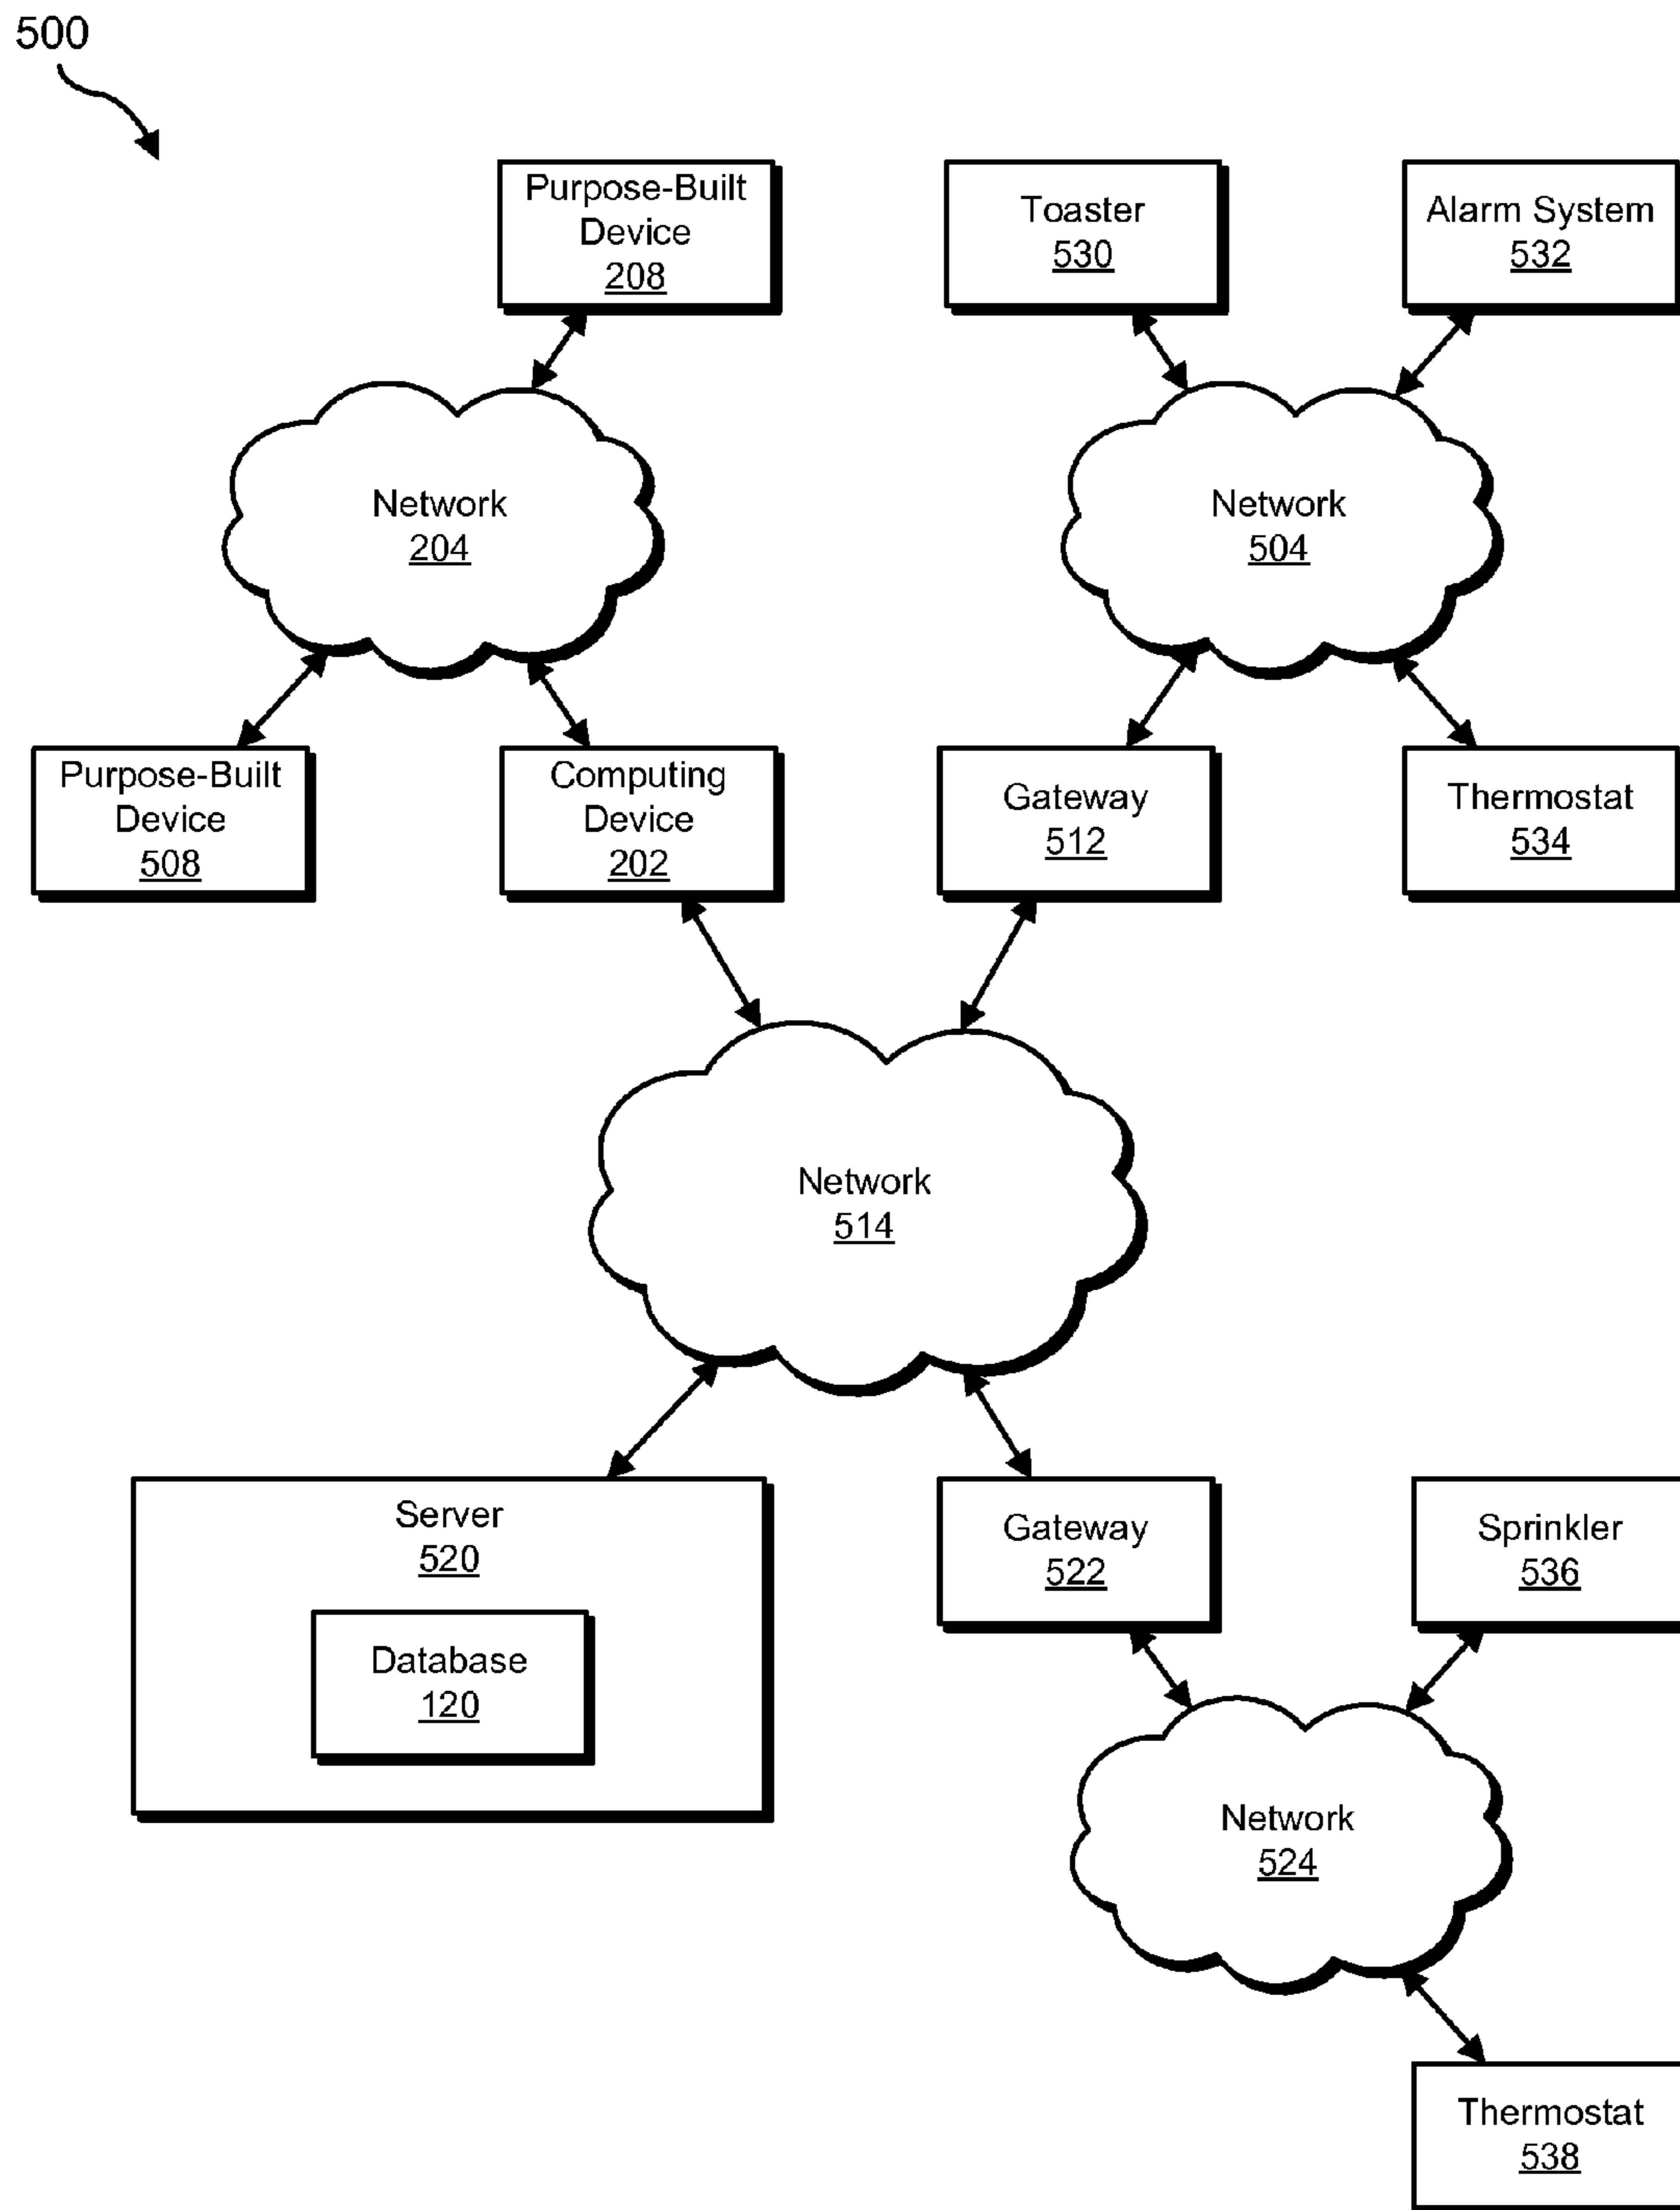 500
Purpose-Built
Device
208
Toaster
530
Alarm System
532
Network
204
Network
504
Purpose-Built
Device
508
Computing
Device
202
Gateway
512
Thermostat
534
Network
514
Server
520
Database
120
Gateway
522
Sprinkler
536
Network
524
Thermostat
538